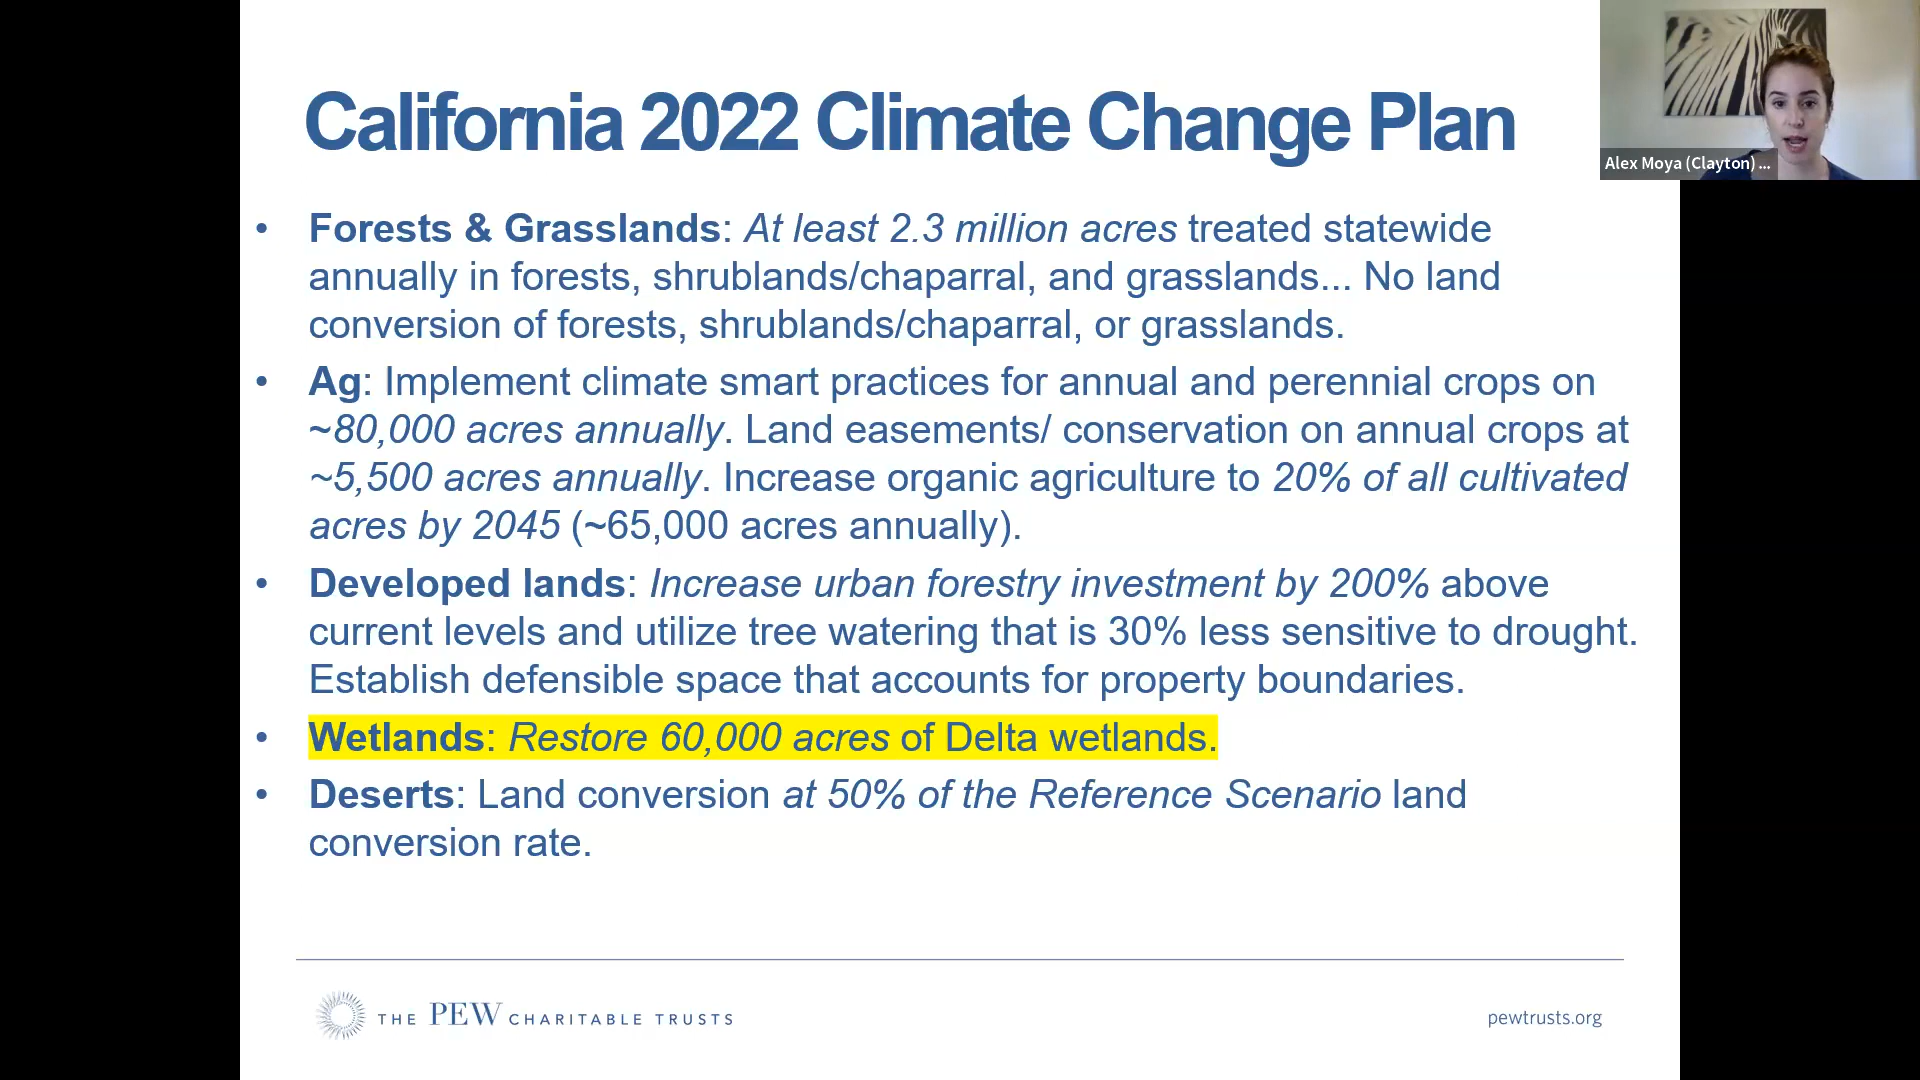 California 2022 Climate Change Plan
Alex Moya (Clayton) ...
• Forests & Grasslands: At least 2.3 million acres treated statewide
annually in forests, shrublands/chaparral, and grasslands... No land
conversion of forests, shrublands/chaparral, or grasslands.
• Ag: Implement climate smart practices for annual and perennial crops on
~80,000 acres annually. Land easements/ conservation on annual crops at
~5,500 acres annually. Increase organic agriculture to 20% of all cultivated
acres by 2045 (~65,000 acres annually).
• Developed lands: Increase urban forestry investment by 200% above
current levels and utilize tree watering that is 30% less sensitive to drought.
Establish defensible space that accounts for property boundaries.
• Wetlands: Restore 60,000 acres of Delta wetlands.
• Deserts: Land conversion at 50% of the Reference Scenario land
conversion rate.
THE PEW CHARITABLE TRUSTS
pewtrusts.org